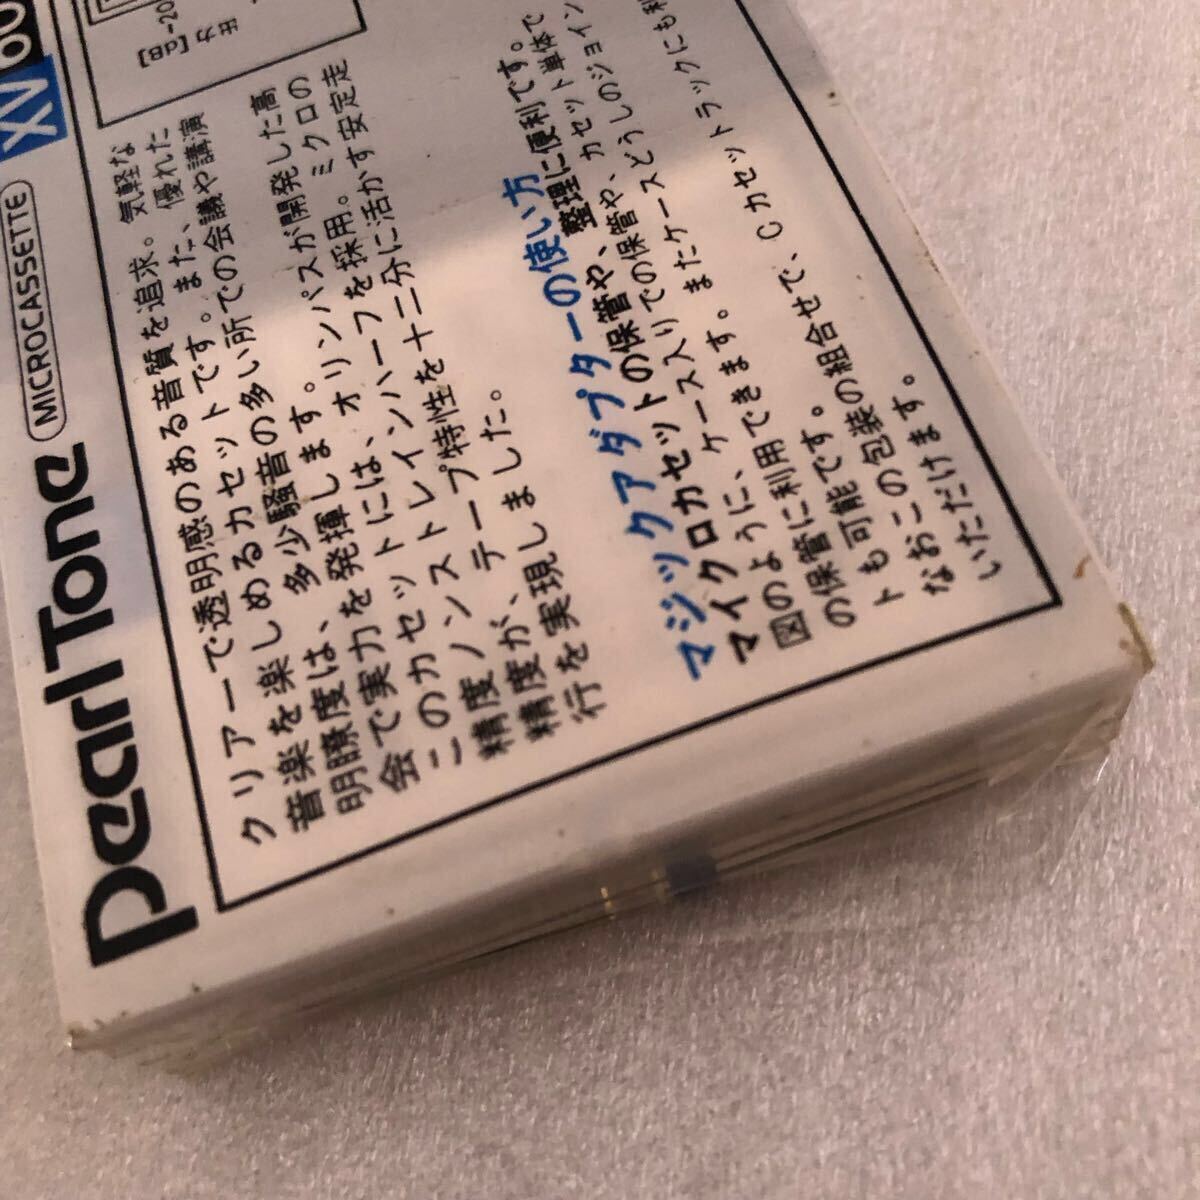 Pearl Tone MICROCASSETTE XV 60
[dB] -20
クリアーで透明感のある音質を追求。気軽な
音楽を楽しめるカセットです。また、優れた
明瞭度は、多少騒音の多い所での会議や講演
会で実力を発揮します。
このカセットには、オリンパスが開発した高
精度ノンストレインハーフを採用。ミクロの
精度が、テープ特性を十二分に活かす安定走
行を実現しました。
マジックアダプターの使い方
マイクロカセットの保管や、整理に便利です。
図のように、ケース入りでの保管や、カセット単体で
の保管に利用できます。またケースどうしのジョイン
トも可能です。
なおこの包装の組合せで、Cカセットラックにも利
いただけます。